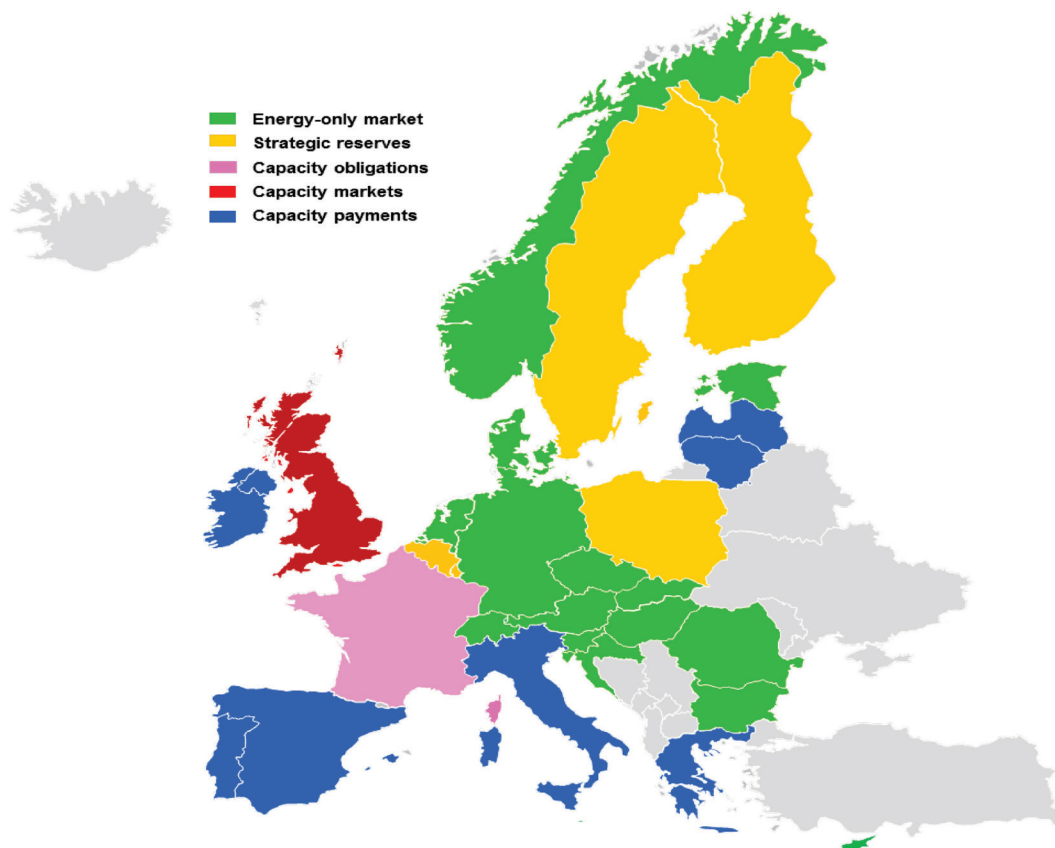 Energy-only market
Strategic reserves
Capacity obligations
Capacity markets
Capacity payments